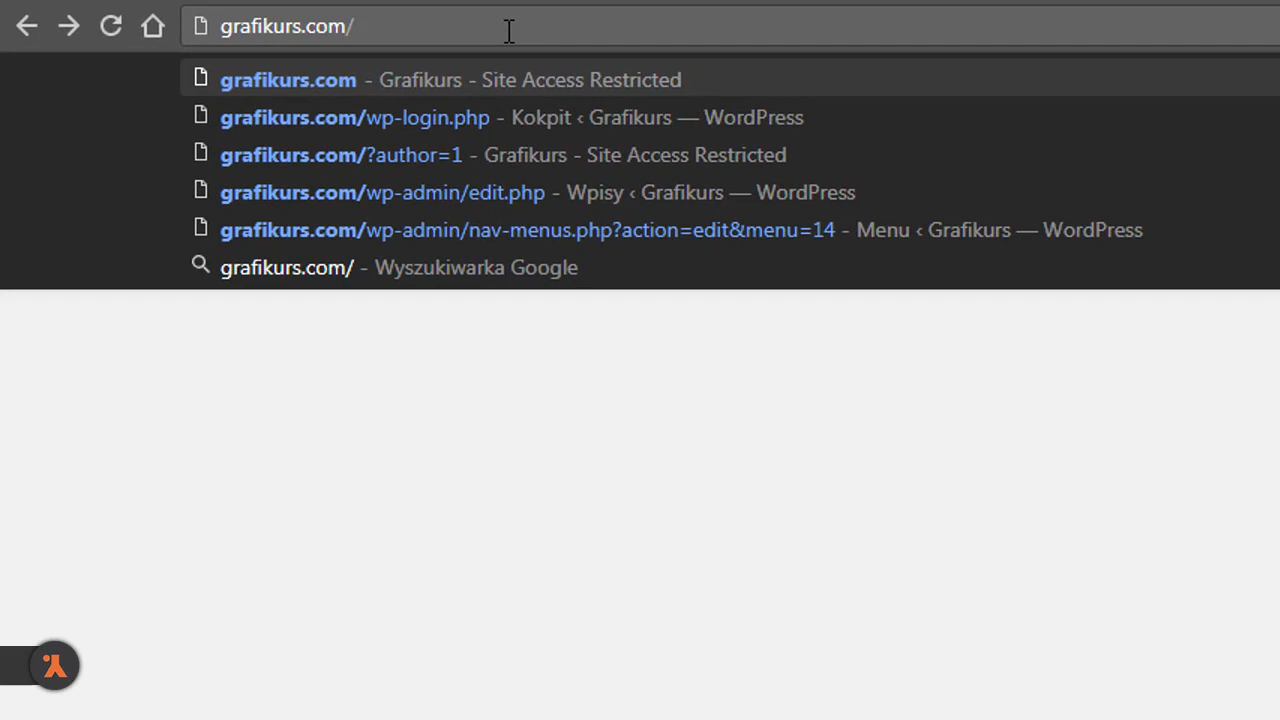 grafikurs.com/
grafikurs.com - Grafikurs - Site Access Restricted
grafikurs.com/wp-login.php - Kokpit ‹ Grafikurs — WordPress
grafikurs.com/?author=1 - Grafikurs - Site Access Restricted
grafikurs.com/wp-admin/edit.php - Wpisy ‹ Grafikurs — WordPress
grafikurs.com/wp-admin/nav-menus.php?action=edit&menu=14 - Menu ‹ Grafikurs — WordPress
grafikurs.com/ - Wyszukiwarka Google